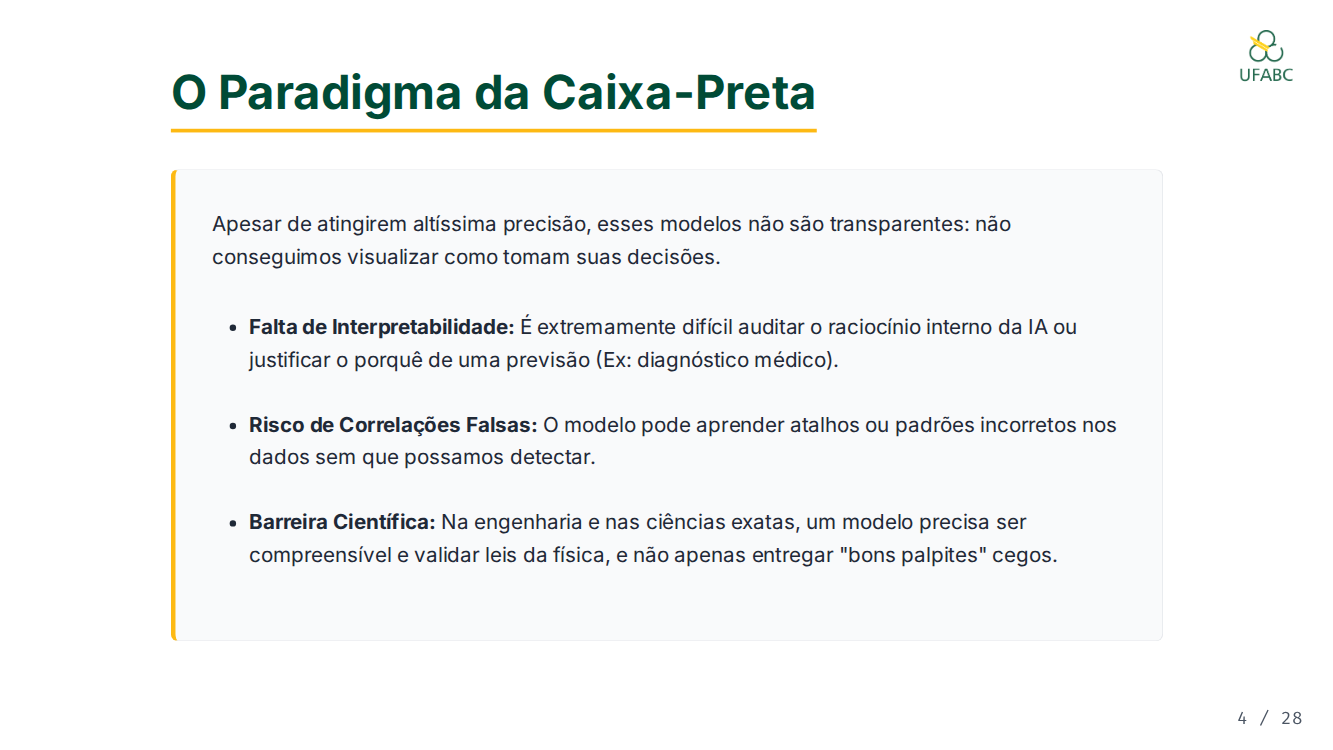 UFABC
O Paradigma da Caixa-Preta
Apesar de atingirem altíssima precisão, esses modelos não são transparentes: não
conseguimos visualizar como tomam suas decisões.
• Falta de Interpretabilidade: É extremamente difícil auditar o raciocínio interno da IA ou
justificar o porquê de uma previsão (Ex: diagnóstico médico).
• Risco de Correlações Falsas: O modelo pode aprender atalhos ou padrões incorretos nos
dados sem que possamos detectar.
• Barreira Científica: Na engenharia e nas ciências exatas, um modelo precisa ser
compreensível e validar leis da física, e não apenas entregar "bons palpites" cegos.
4 / 28